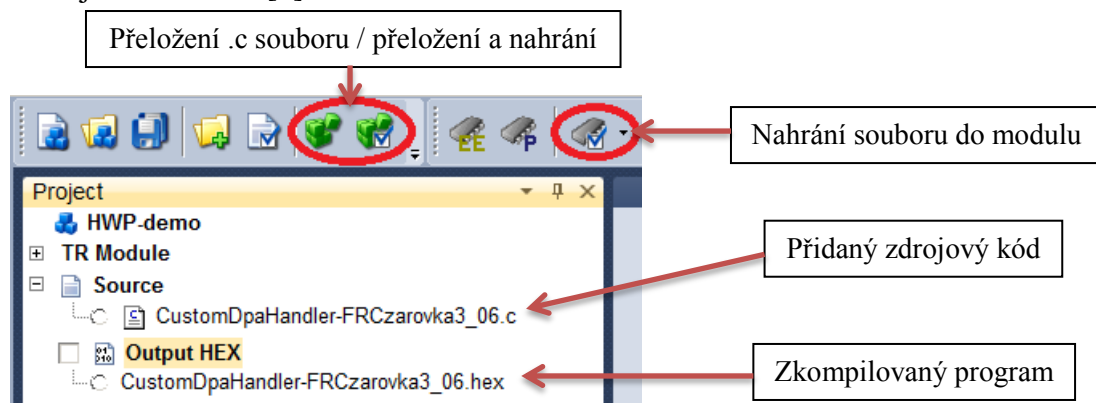 Přeložení .c souboru / přeložení a nahrání
EE
P
Nahrání souboru do modulu
Project
HWP-demo
TR Module
Přidaný zdrojový kód
Source
CustomDpaHandler-FRCzarovka3_06.c
Output HEX
CustomDpaHandler-FRCzarovka3_06.hex
Zkompilovaný program